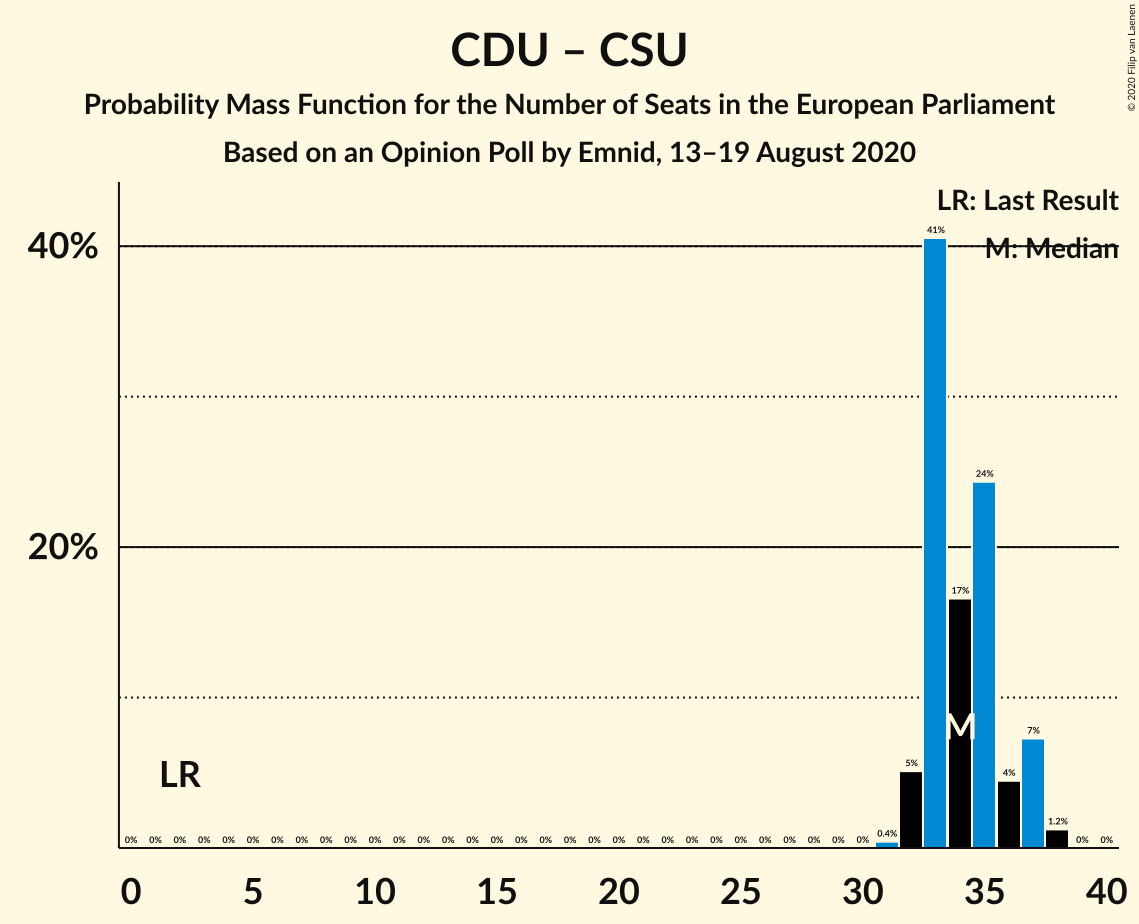 CDU – CSU
Probability Mass Function for the Number of Seats in the European Parliament
Based on an Opinion Poll by Emnid, 13–19 August 2020
© 2020 Filip van Laenen
LR: Last Result
M: Median
40%
20%
41%
24%
17%
M
7%
5%
4%
LR
0% 0% 0% 0% 0% 0% 0% 0% 0% 0% 0% 0% 0% 0% 0% 0% 0% 0% 0% 0% 0% 0% 0% 0% 0% 0% 0% 0% 0% 0% 0% 0.4% 1.2% 0% 0%
0 5 10 15 20 25 30 35 40